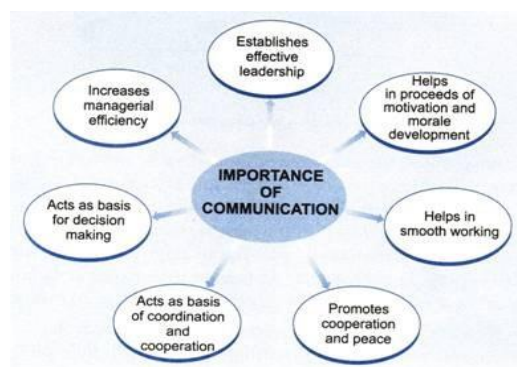 Establishes
effective
leadership
Increases
managerial
efficiency
Helps
in proceeds of
motivation and
morale
development
IMPORTANCE
OF
COMMUNICATION
Acts as basis
for decision
making
Helps in
smooth working
Acts as basis
of coordination
and
cooperation
Promotes
cooperation
and peace